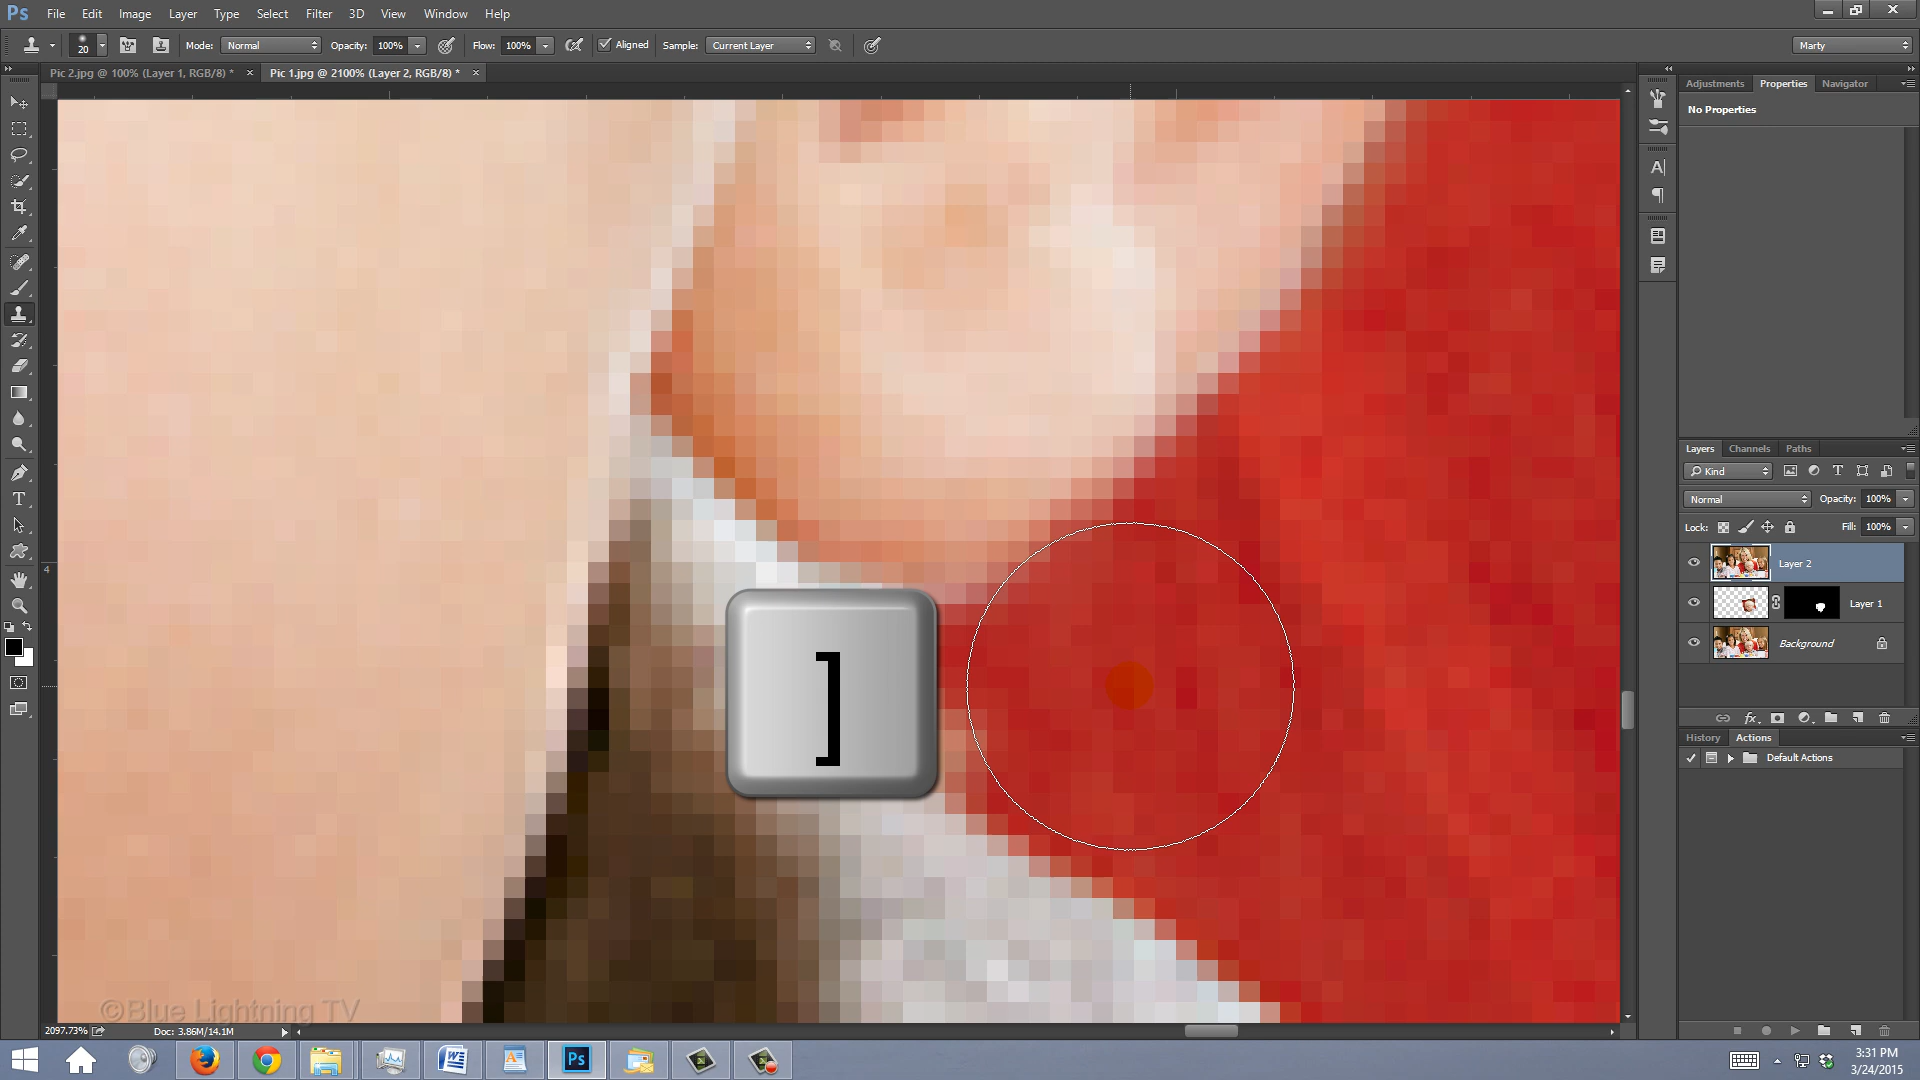 Ps File Edit Image Layer Type Select Filter 3D View Window Help
20 Mode: Normal Opacity: 100% Flow: 100% Aligned Sample: Current Layer Marty
Pic 2.jpg @ 100% (Layer 1, RGB/8) * × Pic 1.jpg @ 2100% (Layer 2, RGB/8) * ×
Adjustments Properties Navigator
No Properties
4
]
Layers Channels Paths
Kind
Normal Opacity: 100%
Lock: Fill: 100%
Layer 2
Layer 1
Background
History Actions
Default Actions
©Blue Lightning TV
2097.73% Doc: 3.86M/14.1M
3:31 PM
3/24/2015